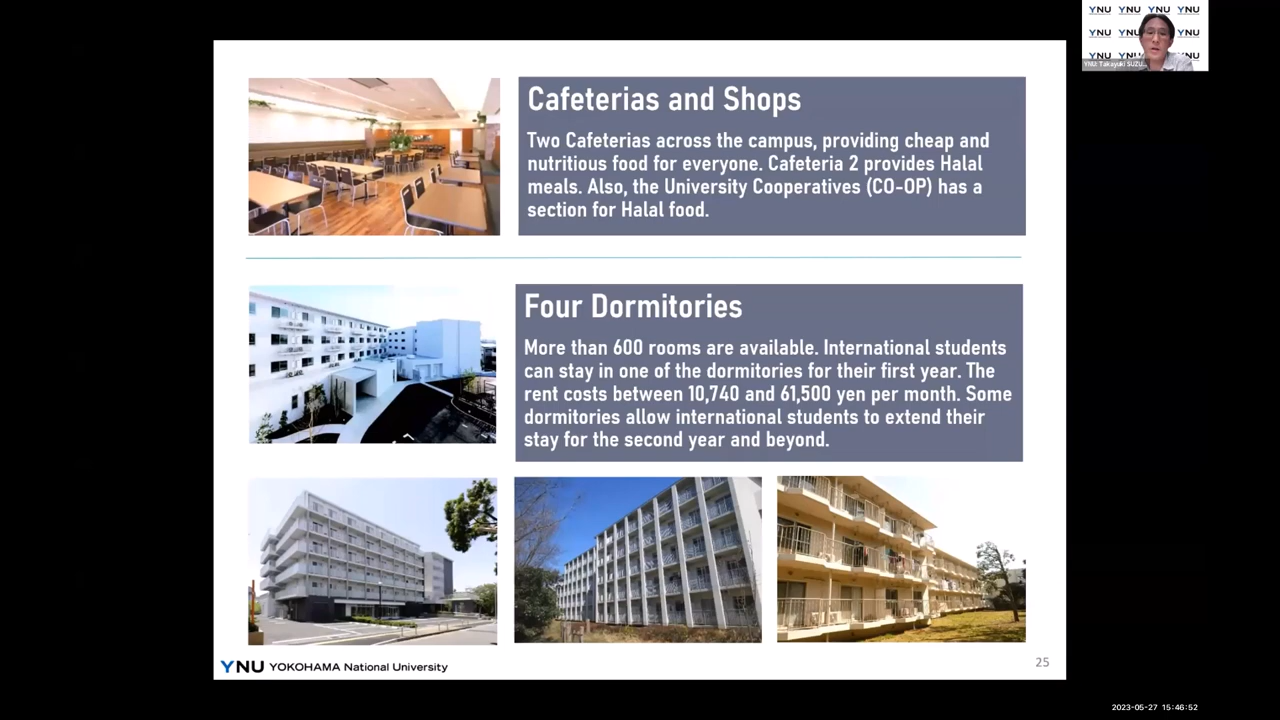 YNU YNU YNU YNU
YNU YNU
YNU
YNU: Takayuki SUZU...
Cafeterias and Shops
Two Cafeterias across the campus, providing cheap and
nutritious food for everyone. Cafeteria 2 provides Halal
meals. Also, the University Cooperatives (CO-OP) has a
section for Halal food.
Four Dormitories
More than 600 rooms are available. International students
can stay in one of the dormitories for their first year. The
rent costs between 10,740 and 61,500 yen per month. Some
dormitories allow international students to extend their
stay for the second year and beyond.
YNU YOKOHAMA National University
25
2023-05-27 15:46:52